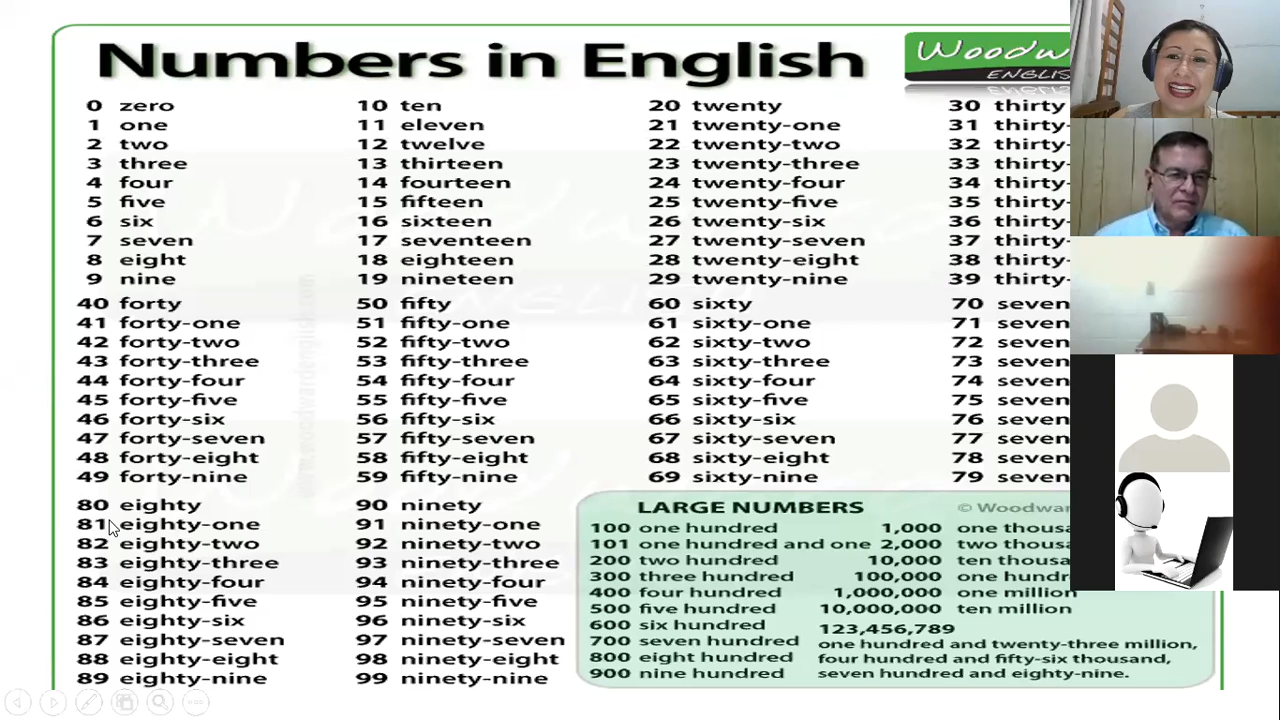 Numbers in English
Woodw
ENGLIS
0 zero 10 ten 20 twenty 30 thirty
1 one 11 eleven 21 twenty-one 31 thirty-
2 two 12 twelve 22 twenty-two 32 thirty-
3 three 13 thirteen 23 twenty-three 33 thirty-
4 four 14 fourteen 24 twenty-four 34 thirty-
5 five 15 fifteen 25 twenty-five 35 thirty-
6 six 16 sixteen 26 twenty-six 36 thirty-
7 seven 17 seventeen 27 twenty-seven 37 thirty-
8 eight 18 eighteen 28 twenty-eight 38 thirty-
9 nine 19 nineteen 29 twenty-nine 39 thirty-
40 forty 50 fifty 60 sixty 70 seven
41 forty-one 51 fifty-one 61 sixty-one 71 seven
42 forty-two 52 fifty-two 62 sixty-two 72 seven
43 forty-three 53 fifty-three 63 sixty-three 73 seven
44 forty-four 54 fifty-four 64 sixty-four 74 seven
45 forty-five 55 fifty-five 65 sixty-five 75 seven
46 forty-six 56 fifty-six 66 sixty-six 76 seven
47 forty-seven 57 fifty-seven 67 sixty-seven 77 seven
48 forty-eight 58 fifty-eight 68 sixty-eight 78 seven
49 forty-nine 59 fifty-nine 69 sixty-nine 79 seven
80 eighty 90 ninety
81 eighty-one 91 ninety-one
82 eighty-two 92 ninety-two
83 eighty-three 93 ninety-three
84 eighty-four 94 ninety-four
85 eighty-five 95 ninety-five
86 eighty-six 96 ninety-six
87 eighty-seven 97 ninety-seven
88 eighty-eight 98 ninety-eight
89 eighty-nine 99 ninety-nine
LARGE NUMBERS © Woodwar
100 one hundred 1,000 one thousa
101 one hundred and one 2,000 two thous
200 two hundred 10,000 ten thousa
300 three hundred 100,000 one hundr
400 four hundred 1,000,000 one million
500 five hundred 10,000,000 ten million
600 six hundred 123,456,789
700 seven hundred one hundred and twenty-three million,
800 eight hundred four hundred and fifty-six thousand,
900 nine hundred seven hundred and eighty-nine.
www.woodwardenglish.com